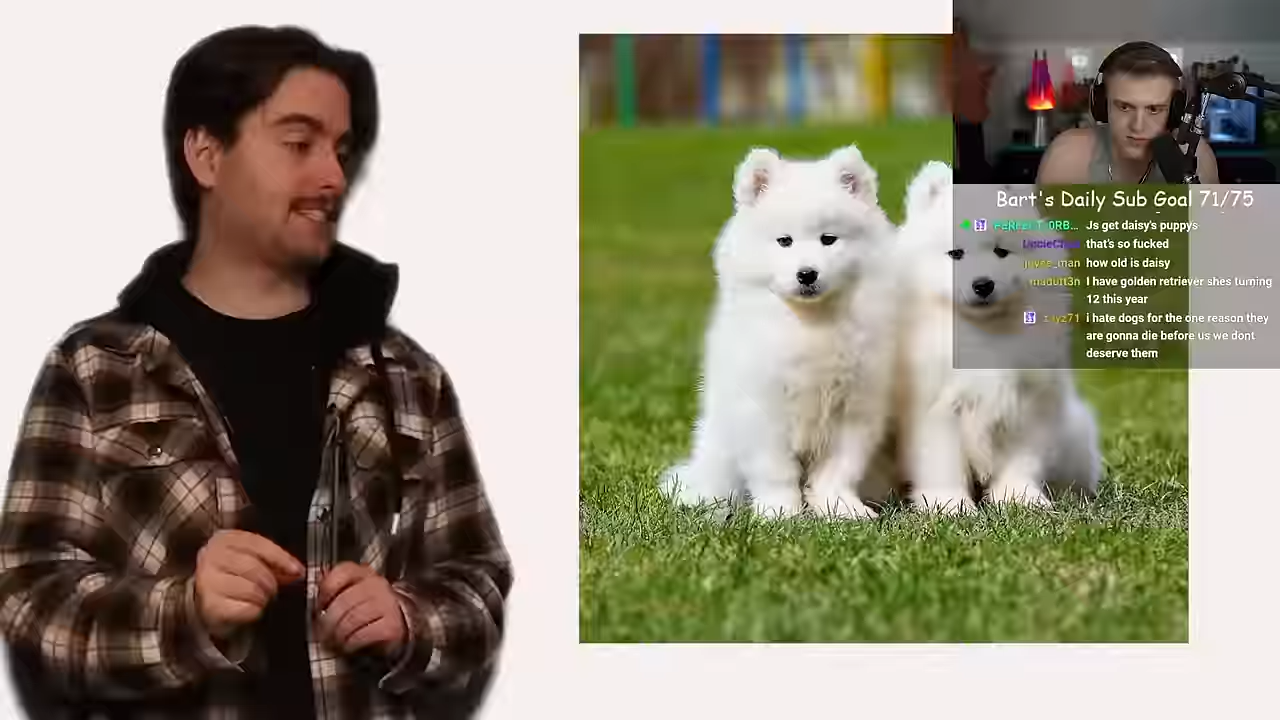 Bart's Daily Sub Goal 71/75
Js get daisy's puppys
that's so fucked
how old is daisy
I have golden retriever shes turning
12 this year
i hate dogs for the one reason they
are gonna die before us we dont
deserve them